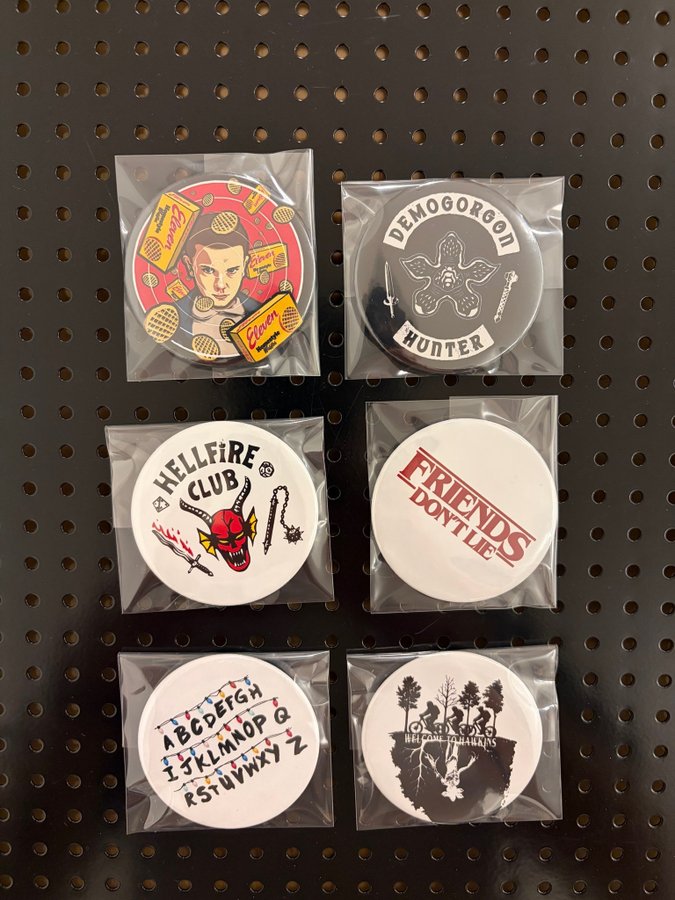 Eleven
Eleven
Eleven
DEMOGORGON
HUNTER
HELLFiRE
CLUB
FRIENDS
DON'T LIE
ABCDEFGH
IJKLMNOP Q
RSTUVWXY Z
WELCOME TO HAWKINS